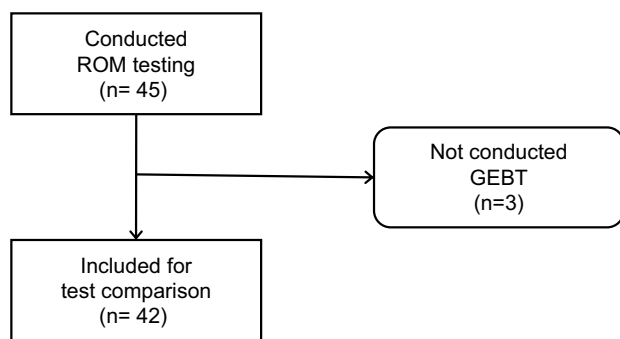 Conducted
ROM testing
(n= 45)
Not conducted
GEBT
(n=3)
Included for
test comparison
(n= 42)